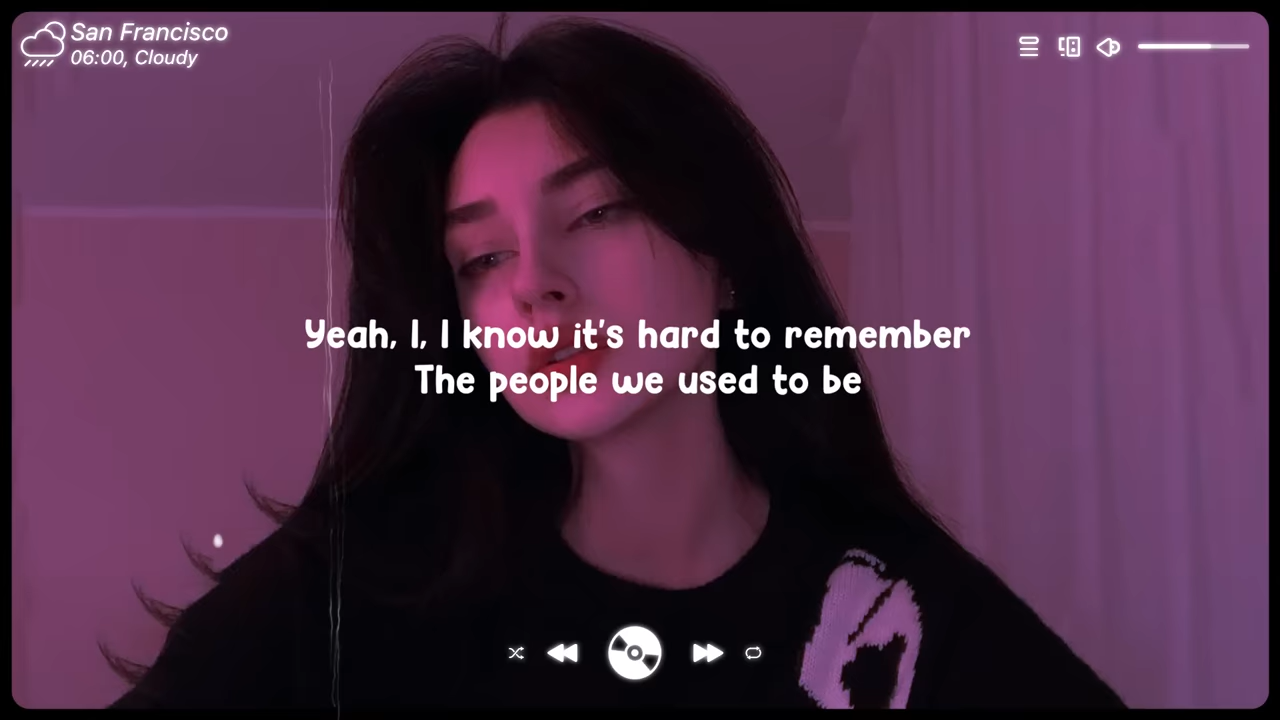 San Francisco
06:00, Cloudy
Yeah, I, I know it's hard to remember
The people we used to be